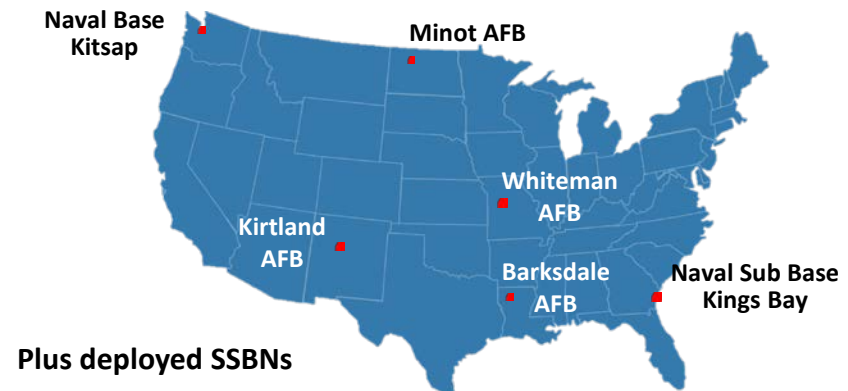 Naval Base
Kitsap
Minot AFB
Whiteman
AFB
Kirtland
AFB
Barksdale
AFB
Naval Sub Base
Kings Bay
Plus deployed SSBNs